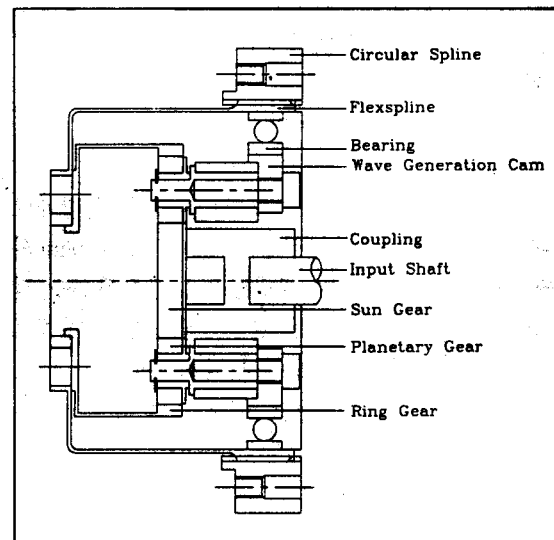 Circular Spline
Flexspline
Bearing
Wave Generation Cam
Coupling
Input Shaft
Sun Gear
Planetary Gear
Ring Gear